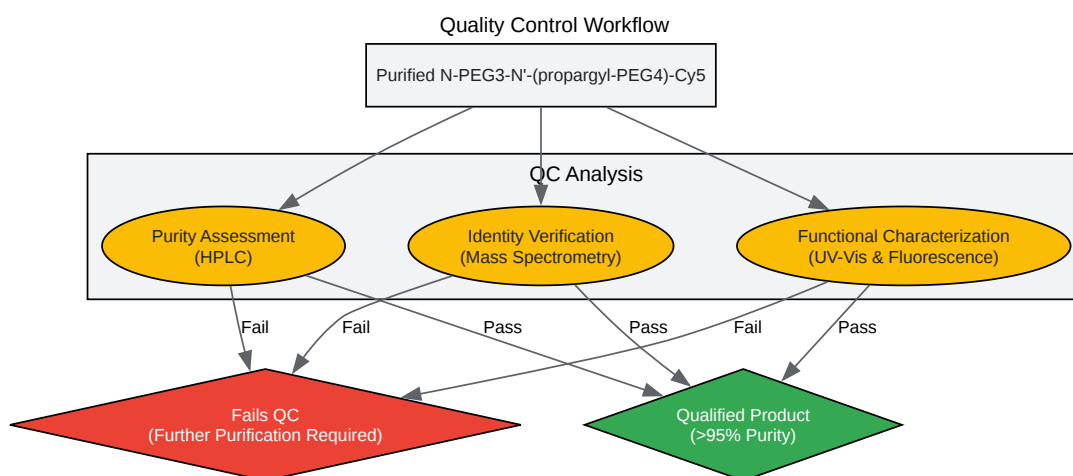 Quality Control Workflow
Purified N-PEG3-N'-(propargyl-PEG4)-Cy5
QC Analysis
Purity Assessment
(HPLC)
Identity Verification
(Mass Spectrometry)
Functional Characterization
(UV-Vis & Fluorescence)
Fail
Fail
Pass
Pass
Fail
Pass
Fails QC
(Further Purification Required)
Qualified Product
(>95% Purity)